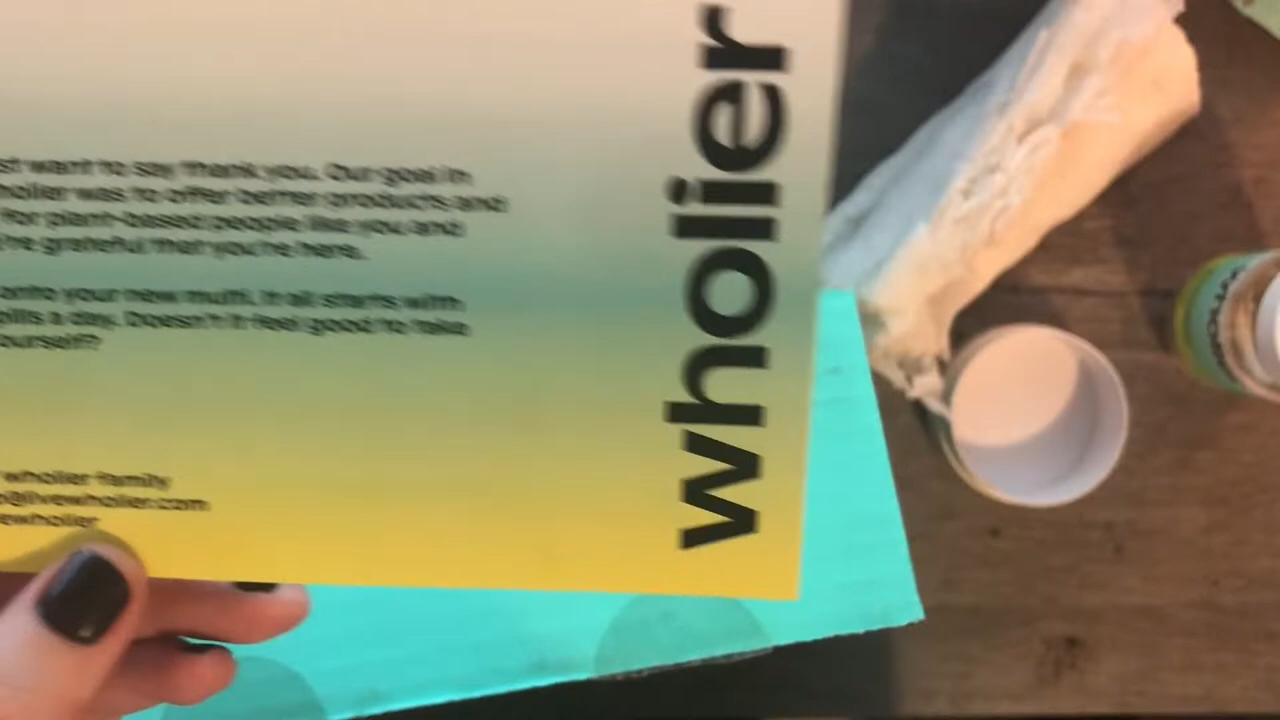 st want to say thank you. Our goal in
holier was to offer better products and
for plant-based people like you and
're grateful that you're here.
onto your new multi. It all starts with
pills a day. Doesn't it feel good to take
ourself?
wholier family
@livewholier.com
ewholier
wholier